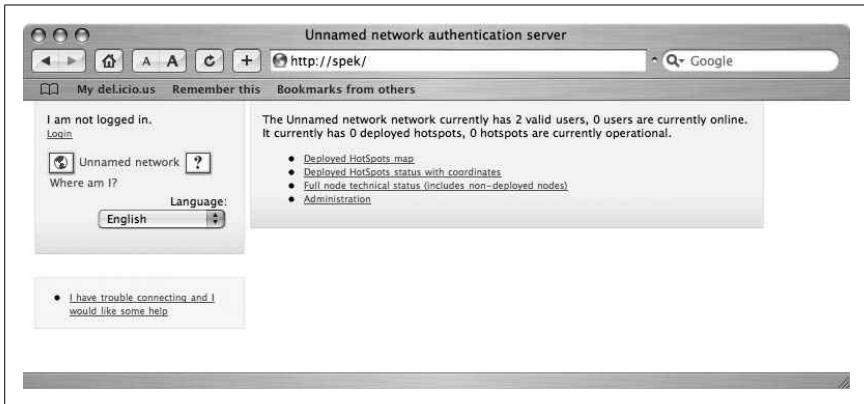 Unnamed network authentication server
A A + http://spek/ Google
My del.icio.us Remember this Bookmarks from others
I am not logged in.
Login
Unnamed network ?
Where am I?
Language:
English
I have trouble connecting and I
would like some help
The Unnamed network network currently has 2 valid users, 0 users are currently online.
It currently has 0 deployed hotspots, 0 hotspots are currently operational.
Deployed HotSpots map
Deployed HotSpots status with coordinates
Full node technical status (includes non-deployed nodes)
Administration